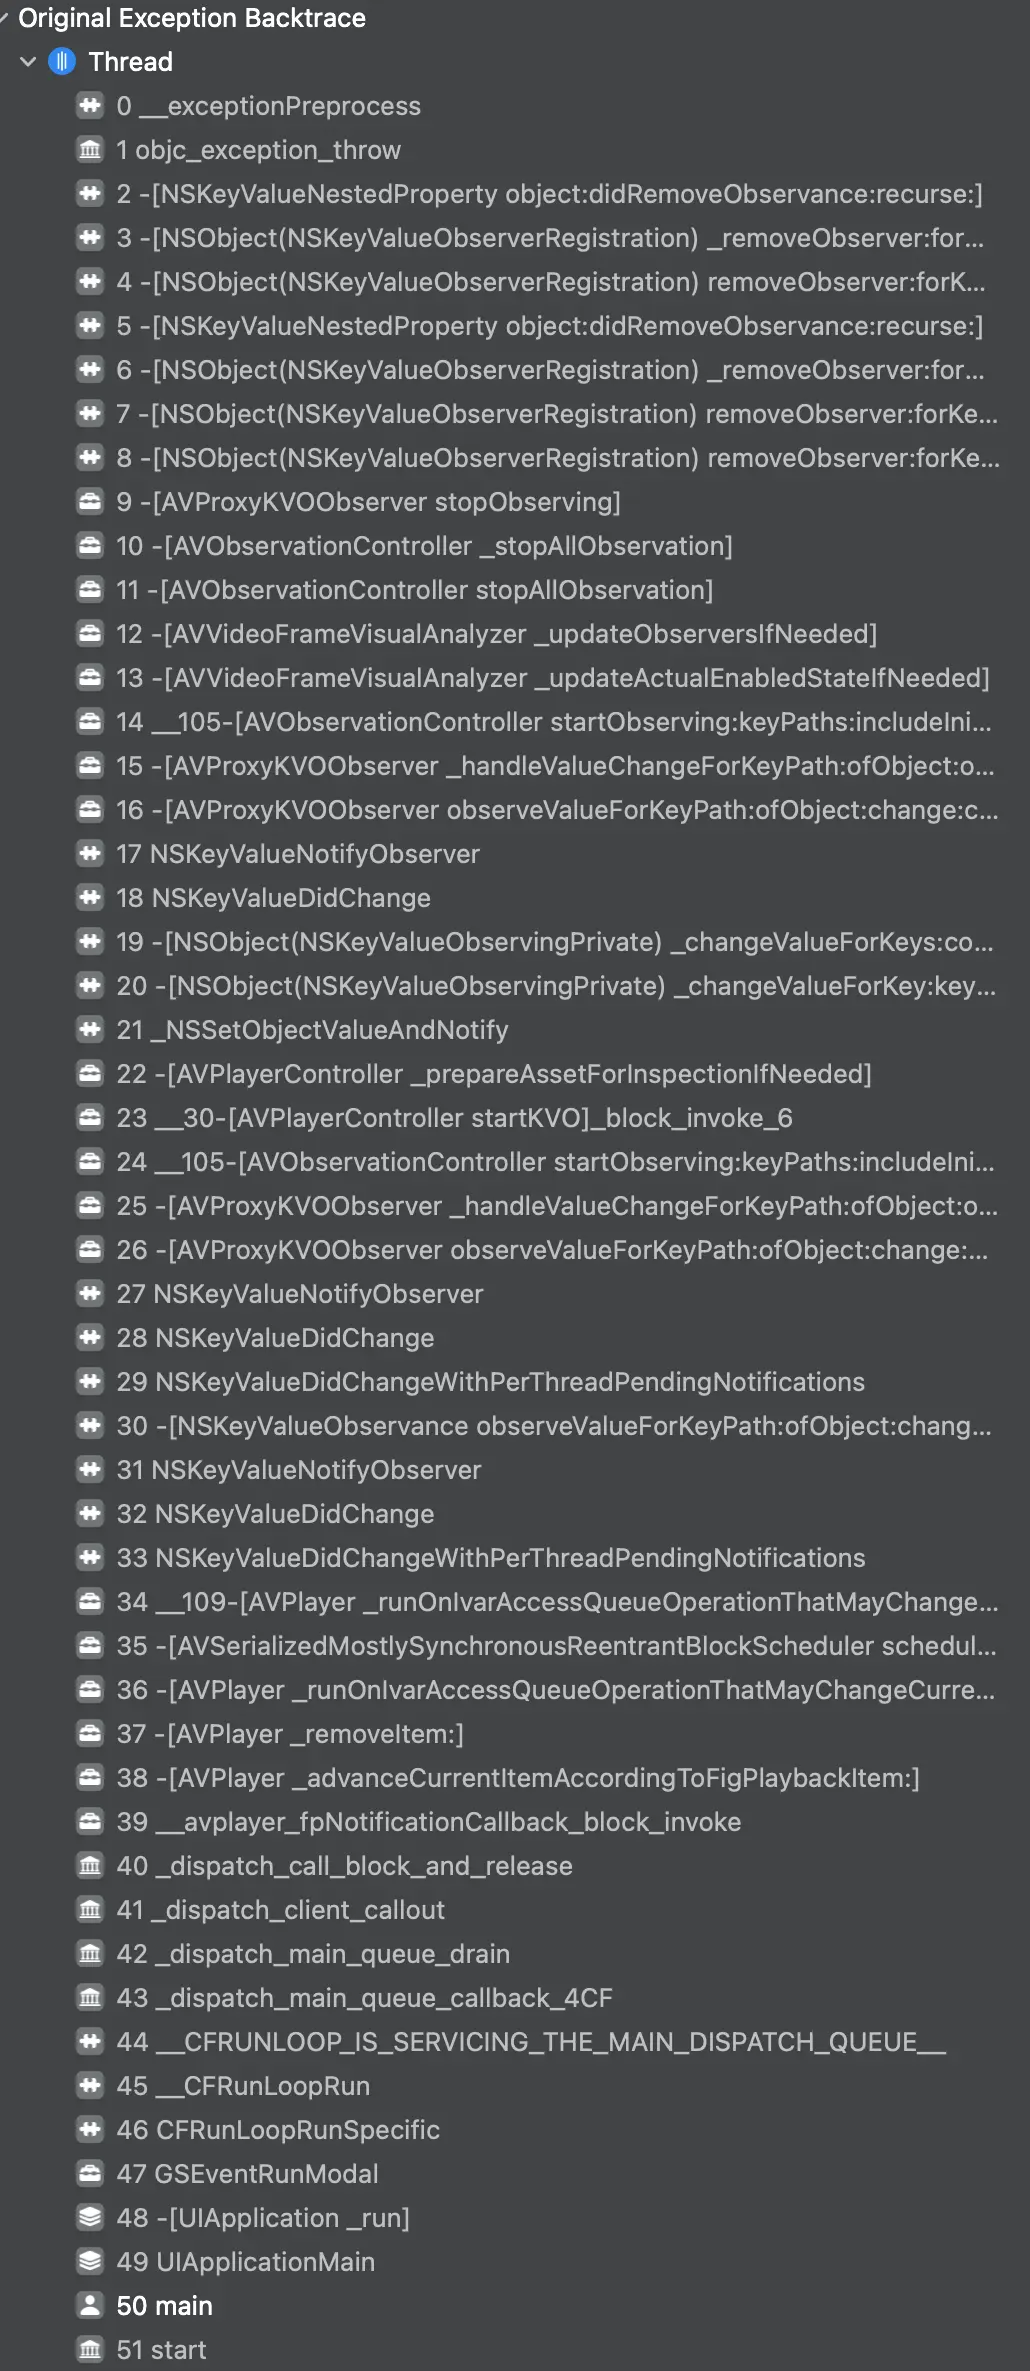 Original Exception Backtrace
Thread
0 __exceptionPreprocess
1 objc_exception_throw
2 -[NSKeyValueNestedProperty object:didRemoveObservance:recurse:]
3 -[NSObject(NSKeyValueObserverRegistration) _removeObserver:for...
4 -[NSObject(NSKeyValueObserverRegistration) removeObserver:forK...
5 -[NSKeyValueNestedProperty object:didRemoveObservance:recurse:]
6 -[NSObject(NSKeyValueObserverRegistration) _removeObserver:for...
7 -[NSObject(NSKeyValueObserverRegistration) removeObserver:forKe...
8 -[NSObject(NSKeyValueObserverRegistration) removeObserver:forKe...
9 -[AVProxyKVOObserver stopObserving]
10 -[AVObservationController _stopAllObservation]
11 -[AVObservationController stopAllObservation]
12 -[AVVideoFrameVisualAnalyzer _updateObserversIfNeeded]
13 -[AVVideoFrameVisualAnalyzer _updateActualEnabledStateIfNeeded]
14 __105-[AVObservationController startObserving:keyPaths:includeIni...
15 -[AVProxyKVOObserver _handleValueChangeForKeyPath:ofObject:o...
16 -[AVProxyKVOObserver observeValueForKeyPath:ofObject:change:c...
17 NSKeyValueNotifyObserver
18 NSKeyValueDidChange
19 -[NSObject(NSKeyValueObservingPrivate) _changeValueForKeys:co...
20 -[NSObject(NSKeyValueObservingPrivate) _changeValueForKey:key...
21 _NSSetObjectValueAndNotify
22 -[AVPlayerController _prepareAssetForInspectionIfNeeded]
23 __30-[AVPlayerController startKVO]_block_invoke_6
24 __105-[AVObservationController startObserving:keyPaths:includeIni...
25 -[AVProxyKVOObserver _handleValueChangeForKeyPath:ofObject:o...
26 -[AVProxyKVOObserver observeValueForKeyPath:ofObject:change:...
27 NSKeyValueNotifyObserver
28 NSKeyValueDidChange
29 NSKeyValueDidChangeWithPerThreadPendingNotifications
30 -[NSKeyValueObservance observeValueForKeyPath:ofObject:chang...
31 NSKeyValueNotifyObserver
32 NSKeyValueDidChange
33 NSKeyValueDidChangeWithPerThreadPendingNotifications
34 __109-[AVPlayer _runOnIvarAccessQueueOperationThatMayChange...
35 -[AVSerializedMostlySynchronousReentrantBlockScheduler schedul...
36 -[AVPlayer _runOnIvarAccessQueueOperationThatMayChangeCurre...
37 -[AVPlayer _removeItem:]
38 -[AVPlayer _advanceCurrentItemAccordingToFigPlaybackItem:]
39 __avplayer_fpNotificationCallback_block_invoke
40 _dispatch_call_block_and_release
41 _dispatch_client_callout
42 _dispatch_main_queue_drain
43 _dispatch_main_queue_callback_4CF
44 __CFRUNLOOP_IS_SERVICING_THE_MAIN_DISPATCH_QUEUE__
45 __CFRunLoopRun
46 CFRunLoopRunSpecific
47 GSEventRunModal
48 -[UIApplication _run]
49 UIApplicationMain
50 main
51 start